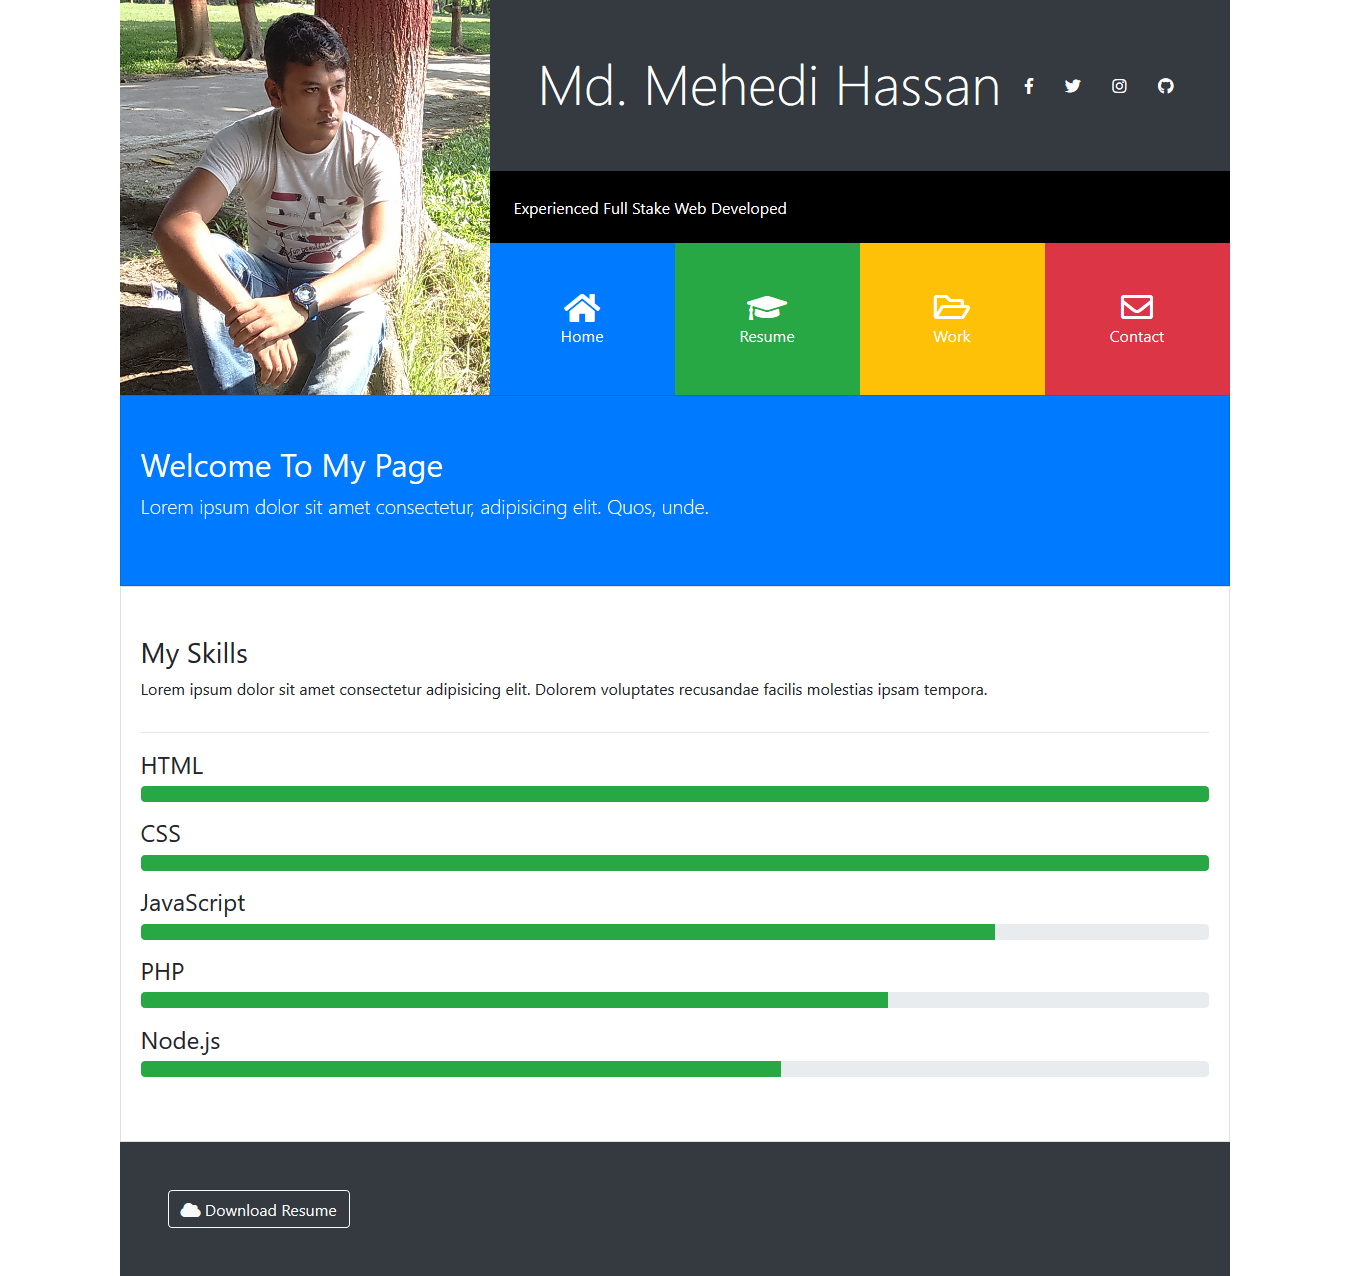 Md. Mehedi Hassan
Experienced Full Stake Web Developed
Home
Resume
Work
Contact
Welcome To My Page
Lorem ipsum dolor sit amet consectetur, adipisicing elit. Quos, unde.
My Skills
Lorem ipsum dolor sit amet consectetur adipisicing elit. Dolorem voluptates recusandae facilis molestias ipsam tempora.
HTML
CSS
JavaScript
PHP
Node.js
Download Resume